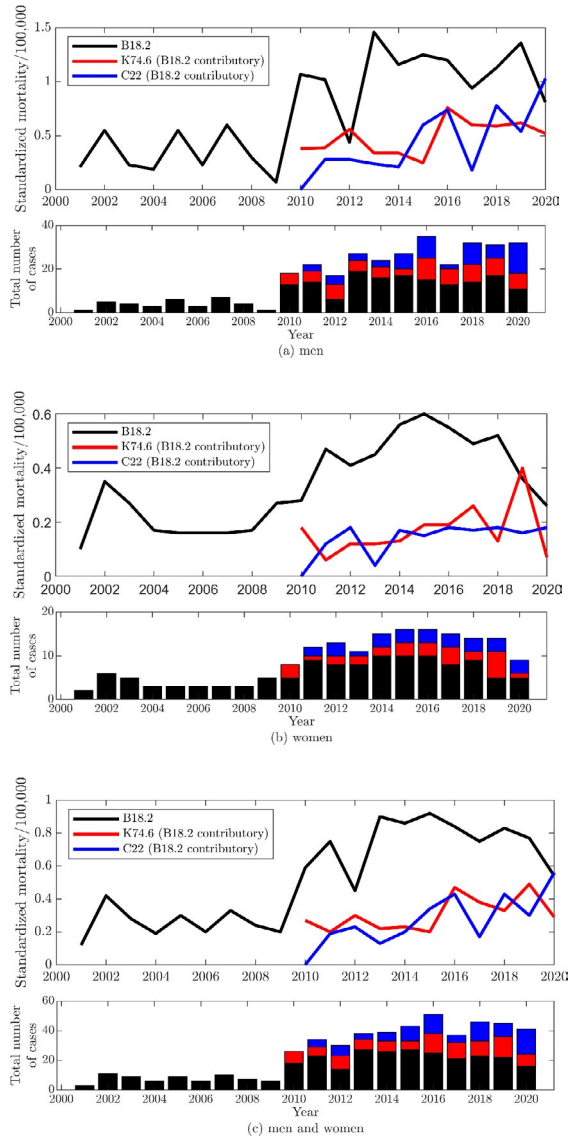 Standardized mortality/100,000
1.5
1
0.5
0
B18.2
K74.6 (B18.2 contributory)
C22 (B18.2 contributory)
2000 2002 2004 2006 2008 2010 2012 2014 2016 2018 2020
Total number
of cases
40
20
0
2000 2002 2004 2006 2008 2010 2012 2014 2016 2018 2020
Year
(a) men
Standardized mortality/100,000
0.6
0.4
0.2
0
B18.2
K74.6 (B18.2 contributory)
C22 (B18.2 contributory)
2000 2002 2004 2006 2008 2010 2012 2014 2016 2018 2020
Total number
of cases
20
10
0
2000 2002 2004 2006 2008 2010 2012 2014 2016 2018 2020
Year
(b) women
Standardized mortality/100,000
1
0.8
0.6
0.4
0.2
0
B18.2
K74.6 (B18.2 contributory)
C22 (B18.2 contributory)
2000 2002 2004 2006 2008 2010 2012 2014 2016 2018 2020
Total number
of cases
60
40
20
0
2000 2002 2004 2006 2008 2010 2012 2014 2016 2018 2020
Year
(c) men and women